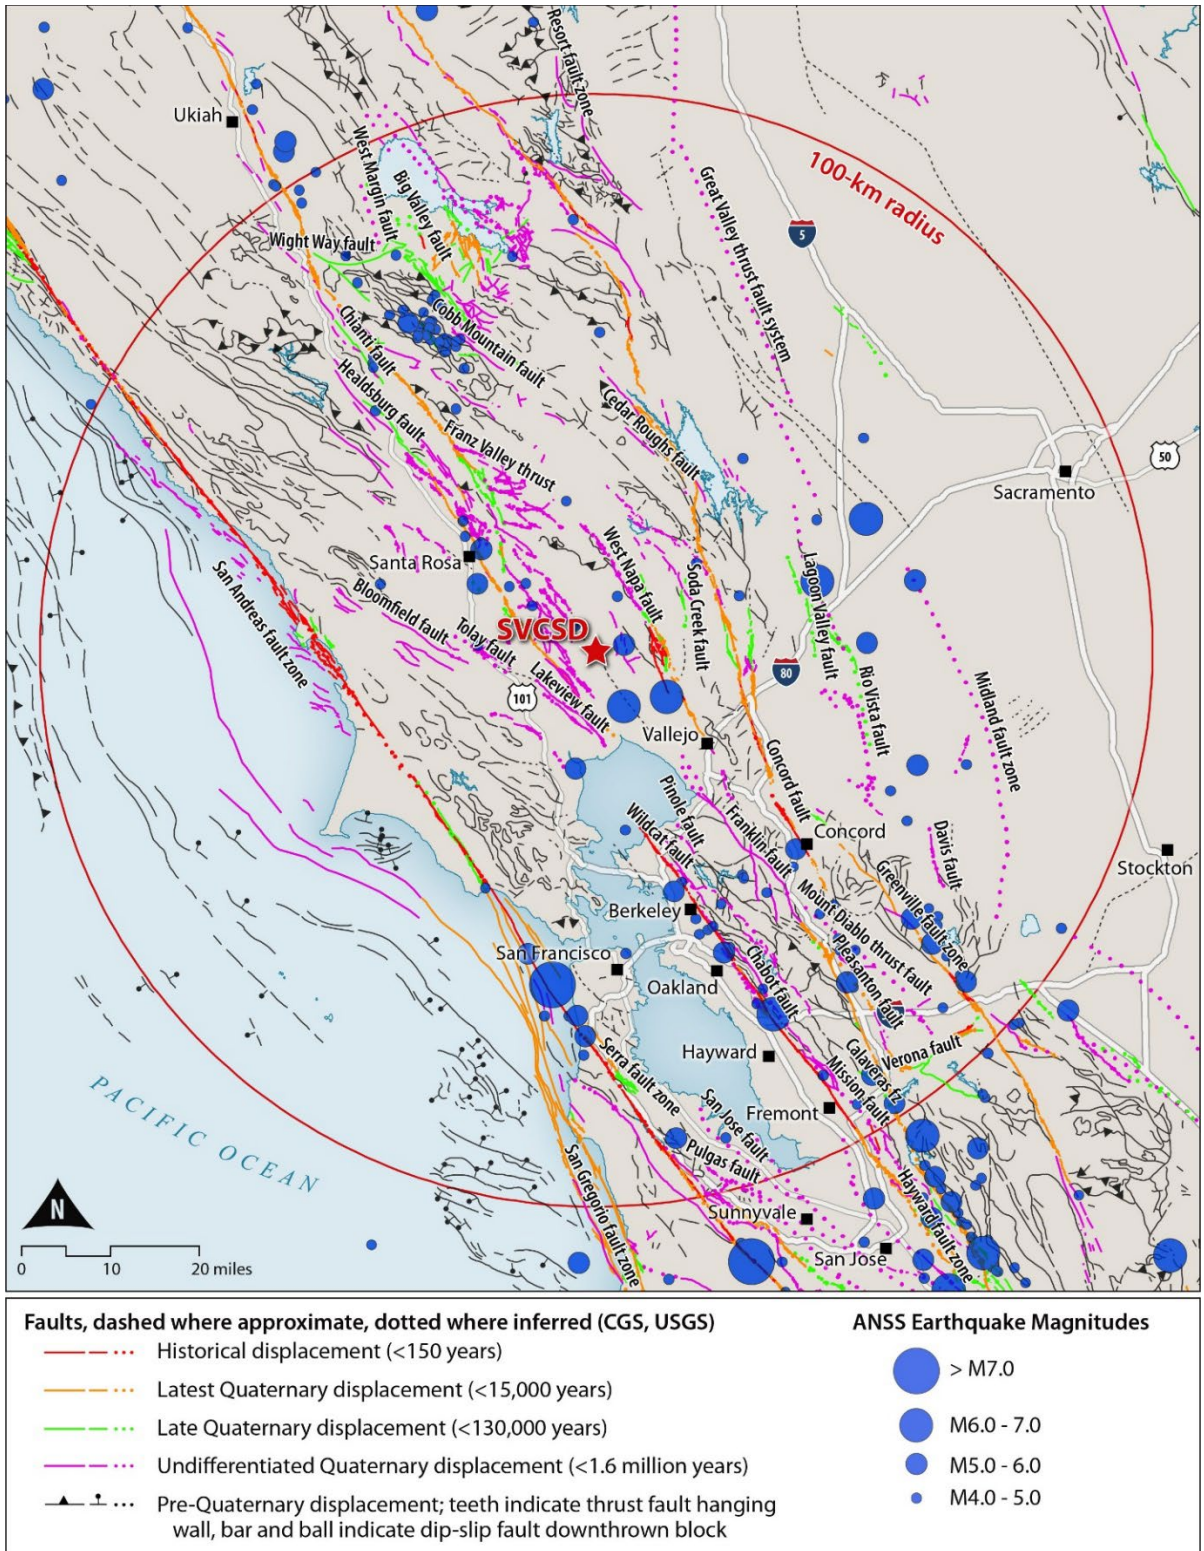 Resort fault zone
Ukiah
100-km radius
West Margin fault
Big Valley fault
Great Valley thrust fault system
5
Wight Way fault
Cobb Mountain fault
Chianti fault
Healdsburg fault
Cedar Roughs fault
Franz Valley thrust
50
Sacramento
Santa Rosa
West Napa fault
Soda Creek fault
Lagoon Valley fault
San Andreas fault zone
Bloomfield fault
Tolay fault
SVCSD
Lakeview fault
80
Rio Vista fault
Midland fault zone
101
Vallejo
Concord fault
Pinole fault
Wildcat fault
Franklin fault
Concord
Davis fault
Stockton
Greenville fault zone
Berkeley
Mount Diablo thrust fault
San Francisco
Oakland
Chabot fault
Pleasanton fault
Hayward
Verona fault
Calaveras fz
Mission fault
Serra fault zone
Fremont
San Jose fault
Pulgas fault
PACIFIC OCEAN
San Gregorio fault zone
Sunnyvale
Hayward fault zone
San Jose
N
0 10 20 miles
Faults, dashed where approximate, dotted where inferred (CGS, USGS)
Historical displacement (<150 years)
Latest Quaternary displacement (<15,000 years)
Late Quaternary displacement (<130,000 years)
Undifferentiated Quaternary displacement (<1.6 million years)
Pre-Quaternary displacement; teeth indicate thrust fault hanging
wall, bar and ball indicate dip-slip fault downthrown block
ANSS Earthquake Magnitudes
> M7.0
M6.0 - 7.0
M5.0 - 6.0
M4.0 - 5.0